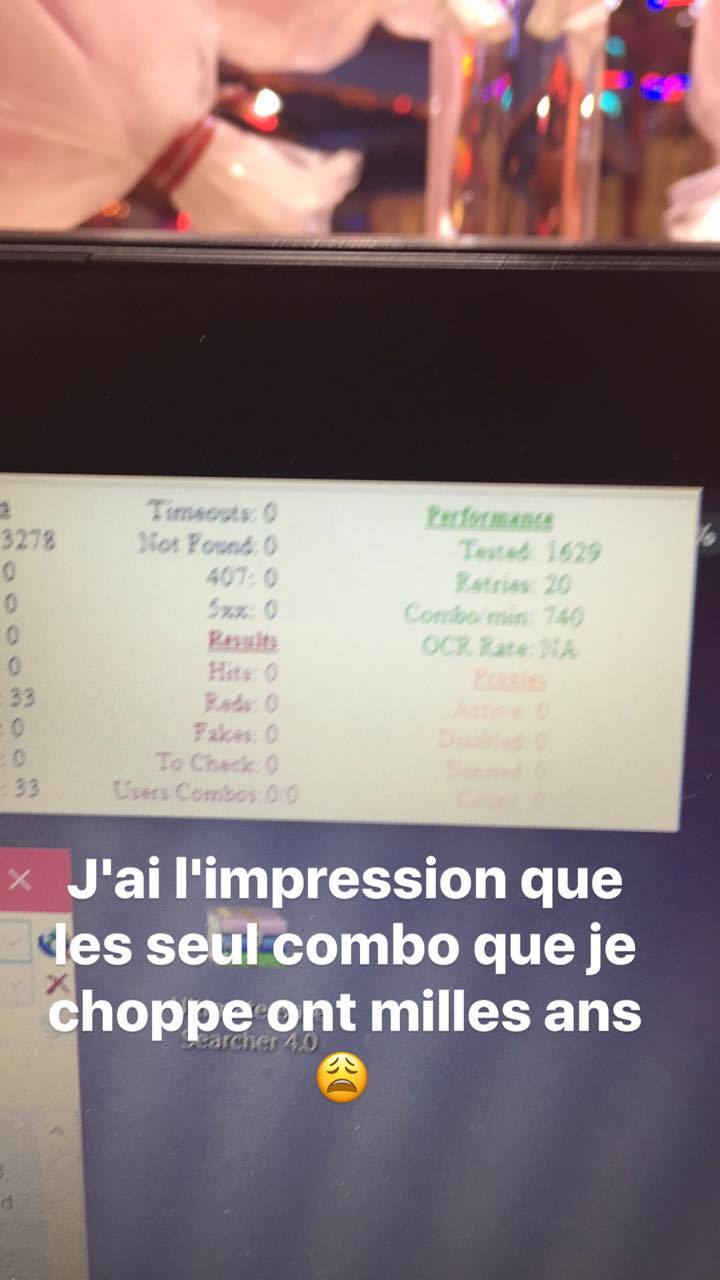 3278
0
0
0
0
: 33
: 0
: 0
: 33
Timeouts: 0
Not Found: 0
407: 0
5xx: 0
Results
Hits: 0
Reds: 0
Fakes: 0
To Check: 0
Users/Combos:0/0
Performance
Tested: 1629
Retries: 20
Combo/min: 740
OCR Rate: NA
Proxies
Active: 0
Disabled: 0
Banned: 0
Count: 0
J'ai l'impression que
les seul combo que je
choppe ont milles ans
Searcher 4.0